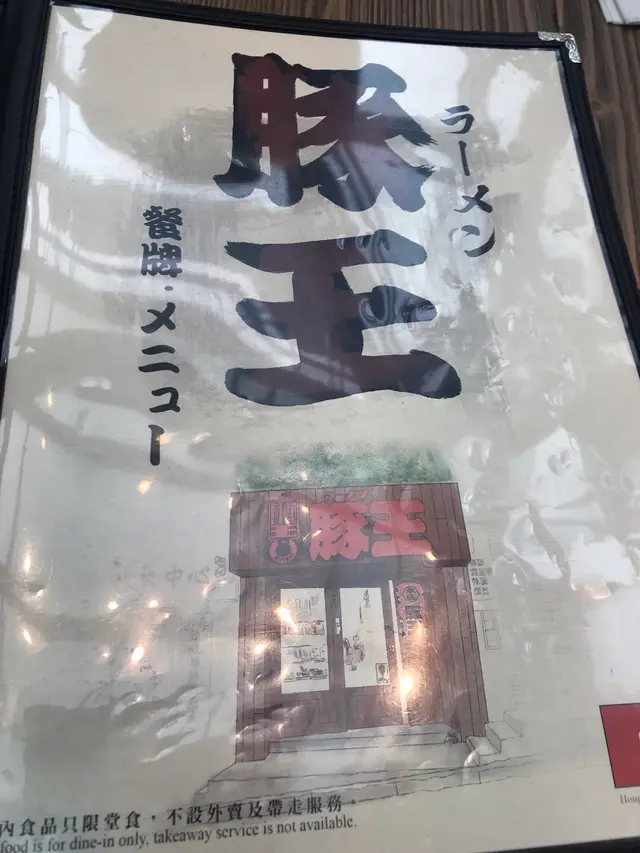 ラーメン
豚王
餐牌・メニュー
豚王
內食品只限堂食，不設外賣及帶走服務。
food is for dine-in only, takeaway service is not available.